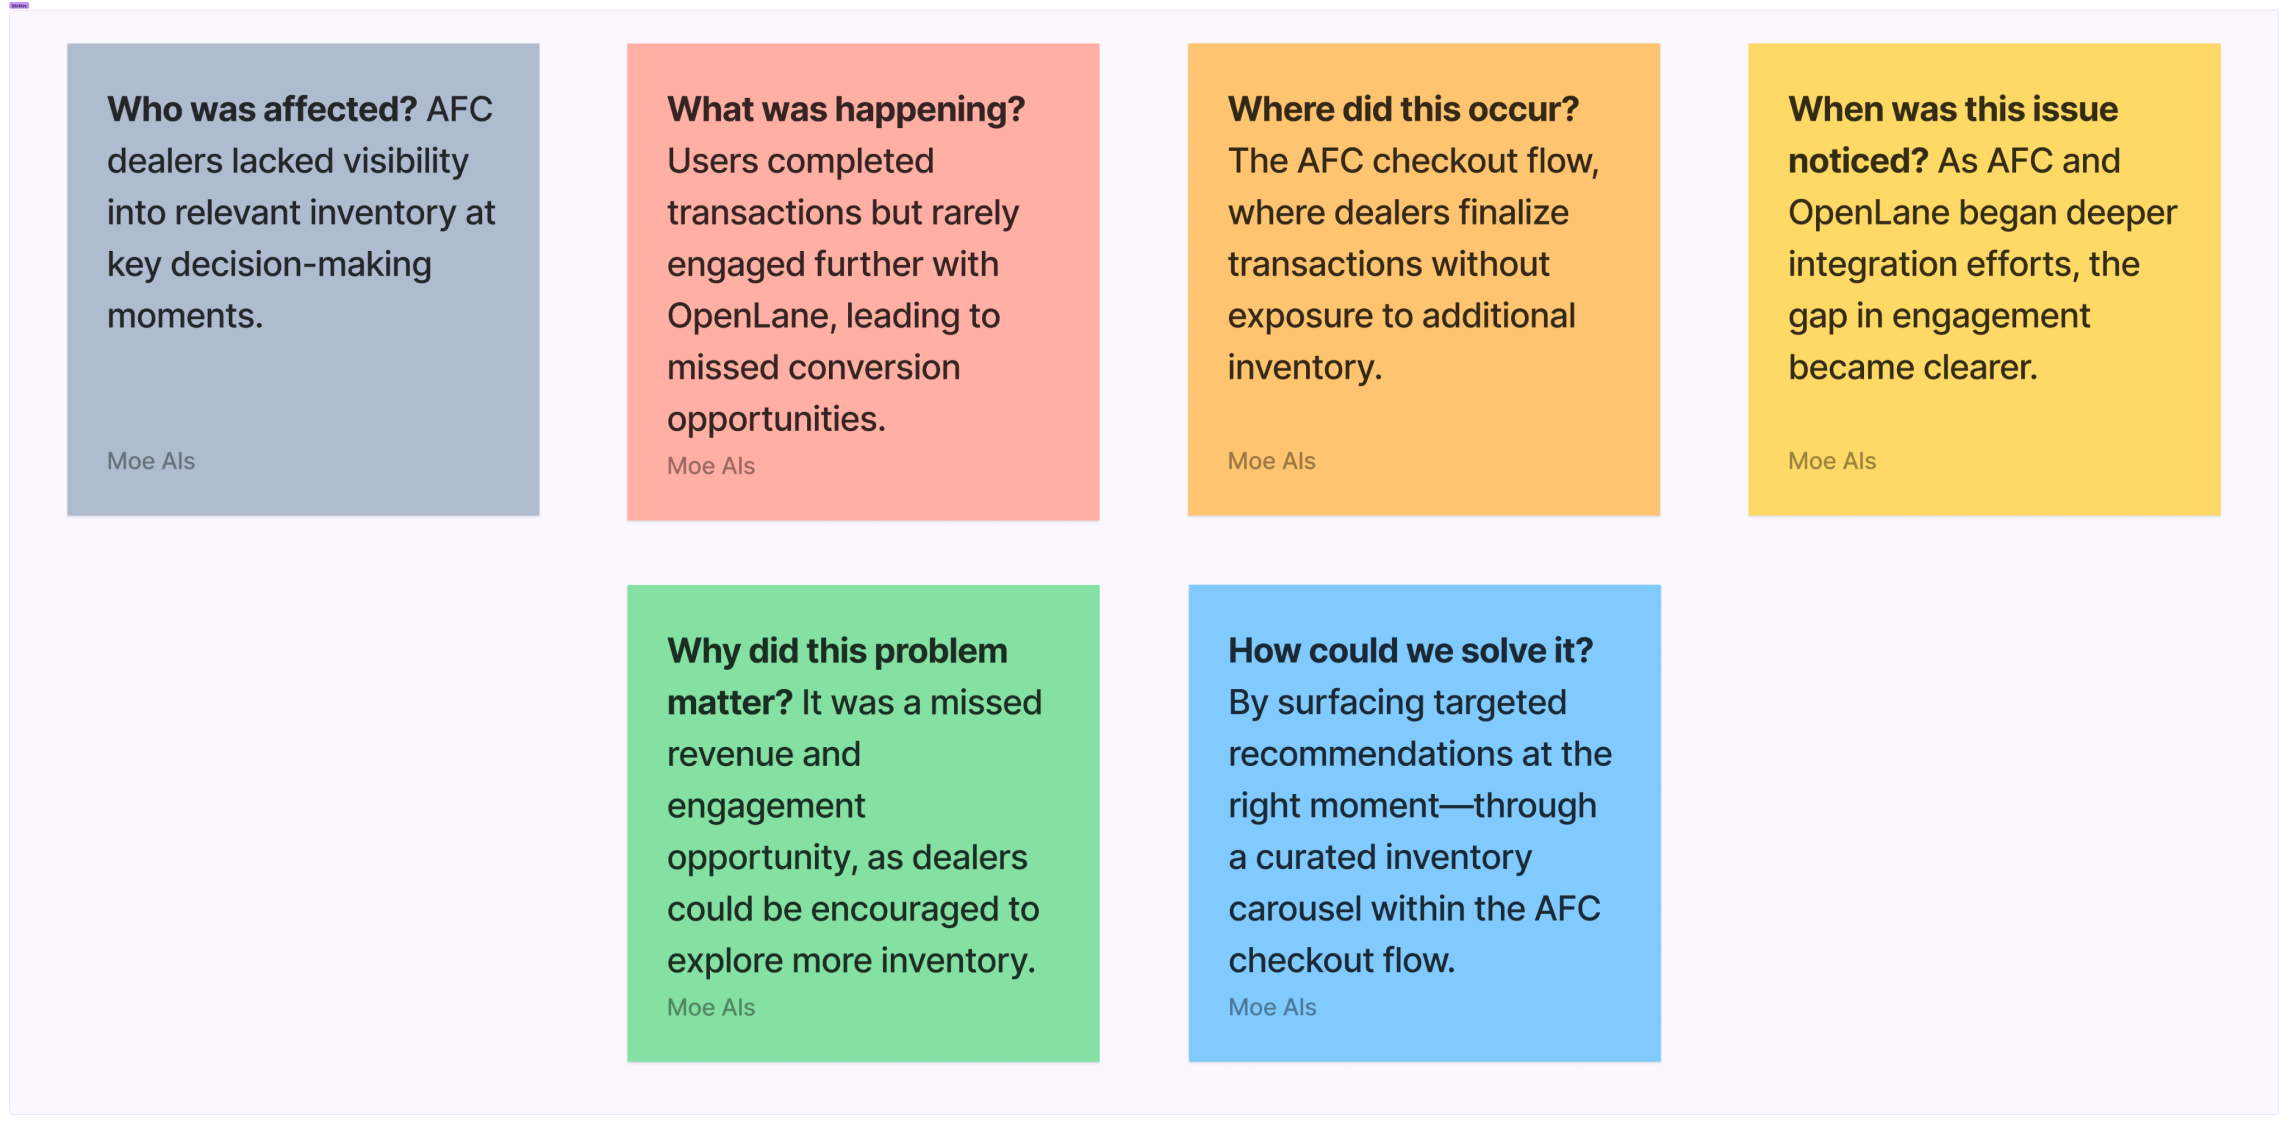 Stickies
Who was affected? AFC
dealers lacked visibility
into relevant inventory at
key decision-making
moments.
Moe Als
What was happening?
Users completed
transactions but rarely
engaged further with
OpenLane, leading to
missed conversion
opportunities.
Moe Als
Where did this occur?
The AFC checkout flow,
where dealers finalize
transactions without
exposure to additional
inventory.
Moe Als
When was this issue
noticed? As AFC and
OpenLane began deeper
integration efforts, the
gap in engagement
became clearer.
Moe Als
Why did this problem
matter? It was a missed
revenue and
engagement
opportunity, as dealers
could be encouraged to
explore more inventory.
Moe Als
How could we solve it?
By surfacing targeted
recommendations at the
right moment—through
a curated inventory
carousel within the AFC
checkout flow.
Moe Als